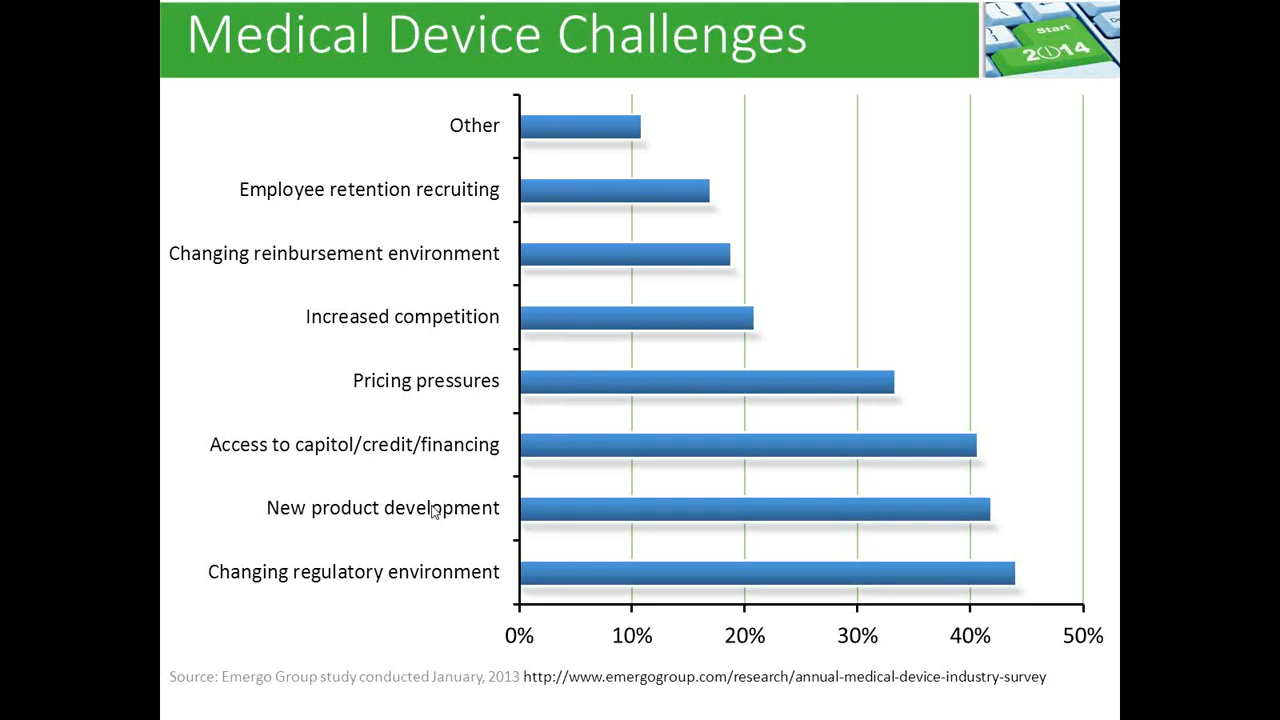 Medical Device Challenges
Start
2014
Other
Employee retention recruiting
Changing reinbursement environment
Increased competition
Pricing pressures
Access to capitol/credit/financing
New product development
Changing regulatory environment
0% 10% 20% 30% 40% 50%
Source: Emergo Group study conducted January, 2013 http://www.emergogroup.com/research/annual-medical-device-industry-survey